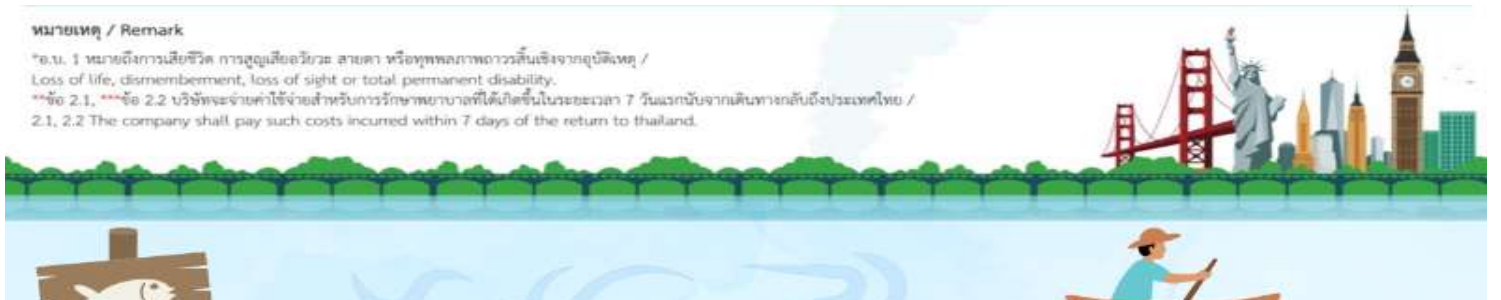 หมายเหตุ / Remark
*อ.บ. 1 หมายถึงการเสียชีวิต การสูญเสียอวัยวะ สายตา หรือทุพพลภาพถาวรสิ้นเชิงจากอุบัติเหตุ /
Loss of life, dismemberment, loss of sight or total permanent disability.
**ข้อ 2.1, ***ข้อ 2.2 บริษัทจะจ่ายค่าใช้จ่ายสำหรับการรักษาพยาบาลที่ได้เกิดขึ้นในระยะเวลา 7 วันแรกนับจากเดินทางกลับถึงประเทศไทย /
2.1, 2.2 The company shall pay such costs incurred within 7 days of the return to thailand.